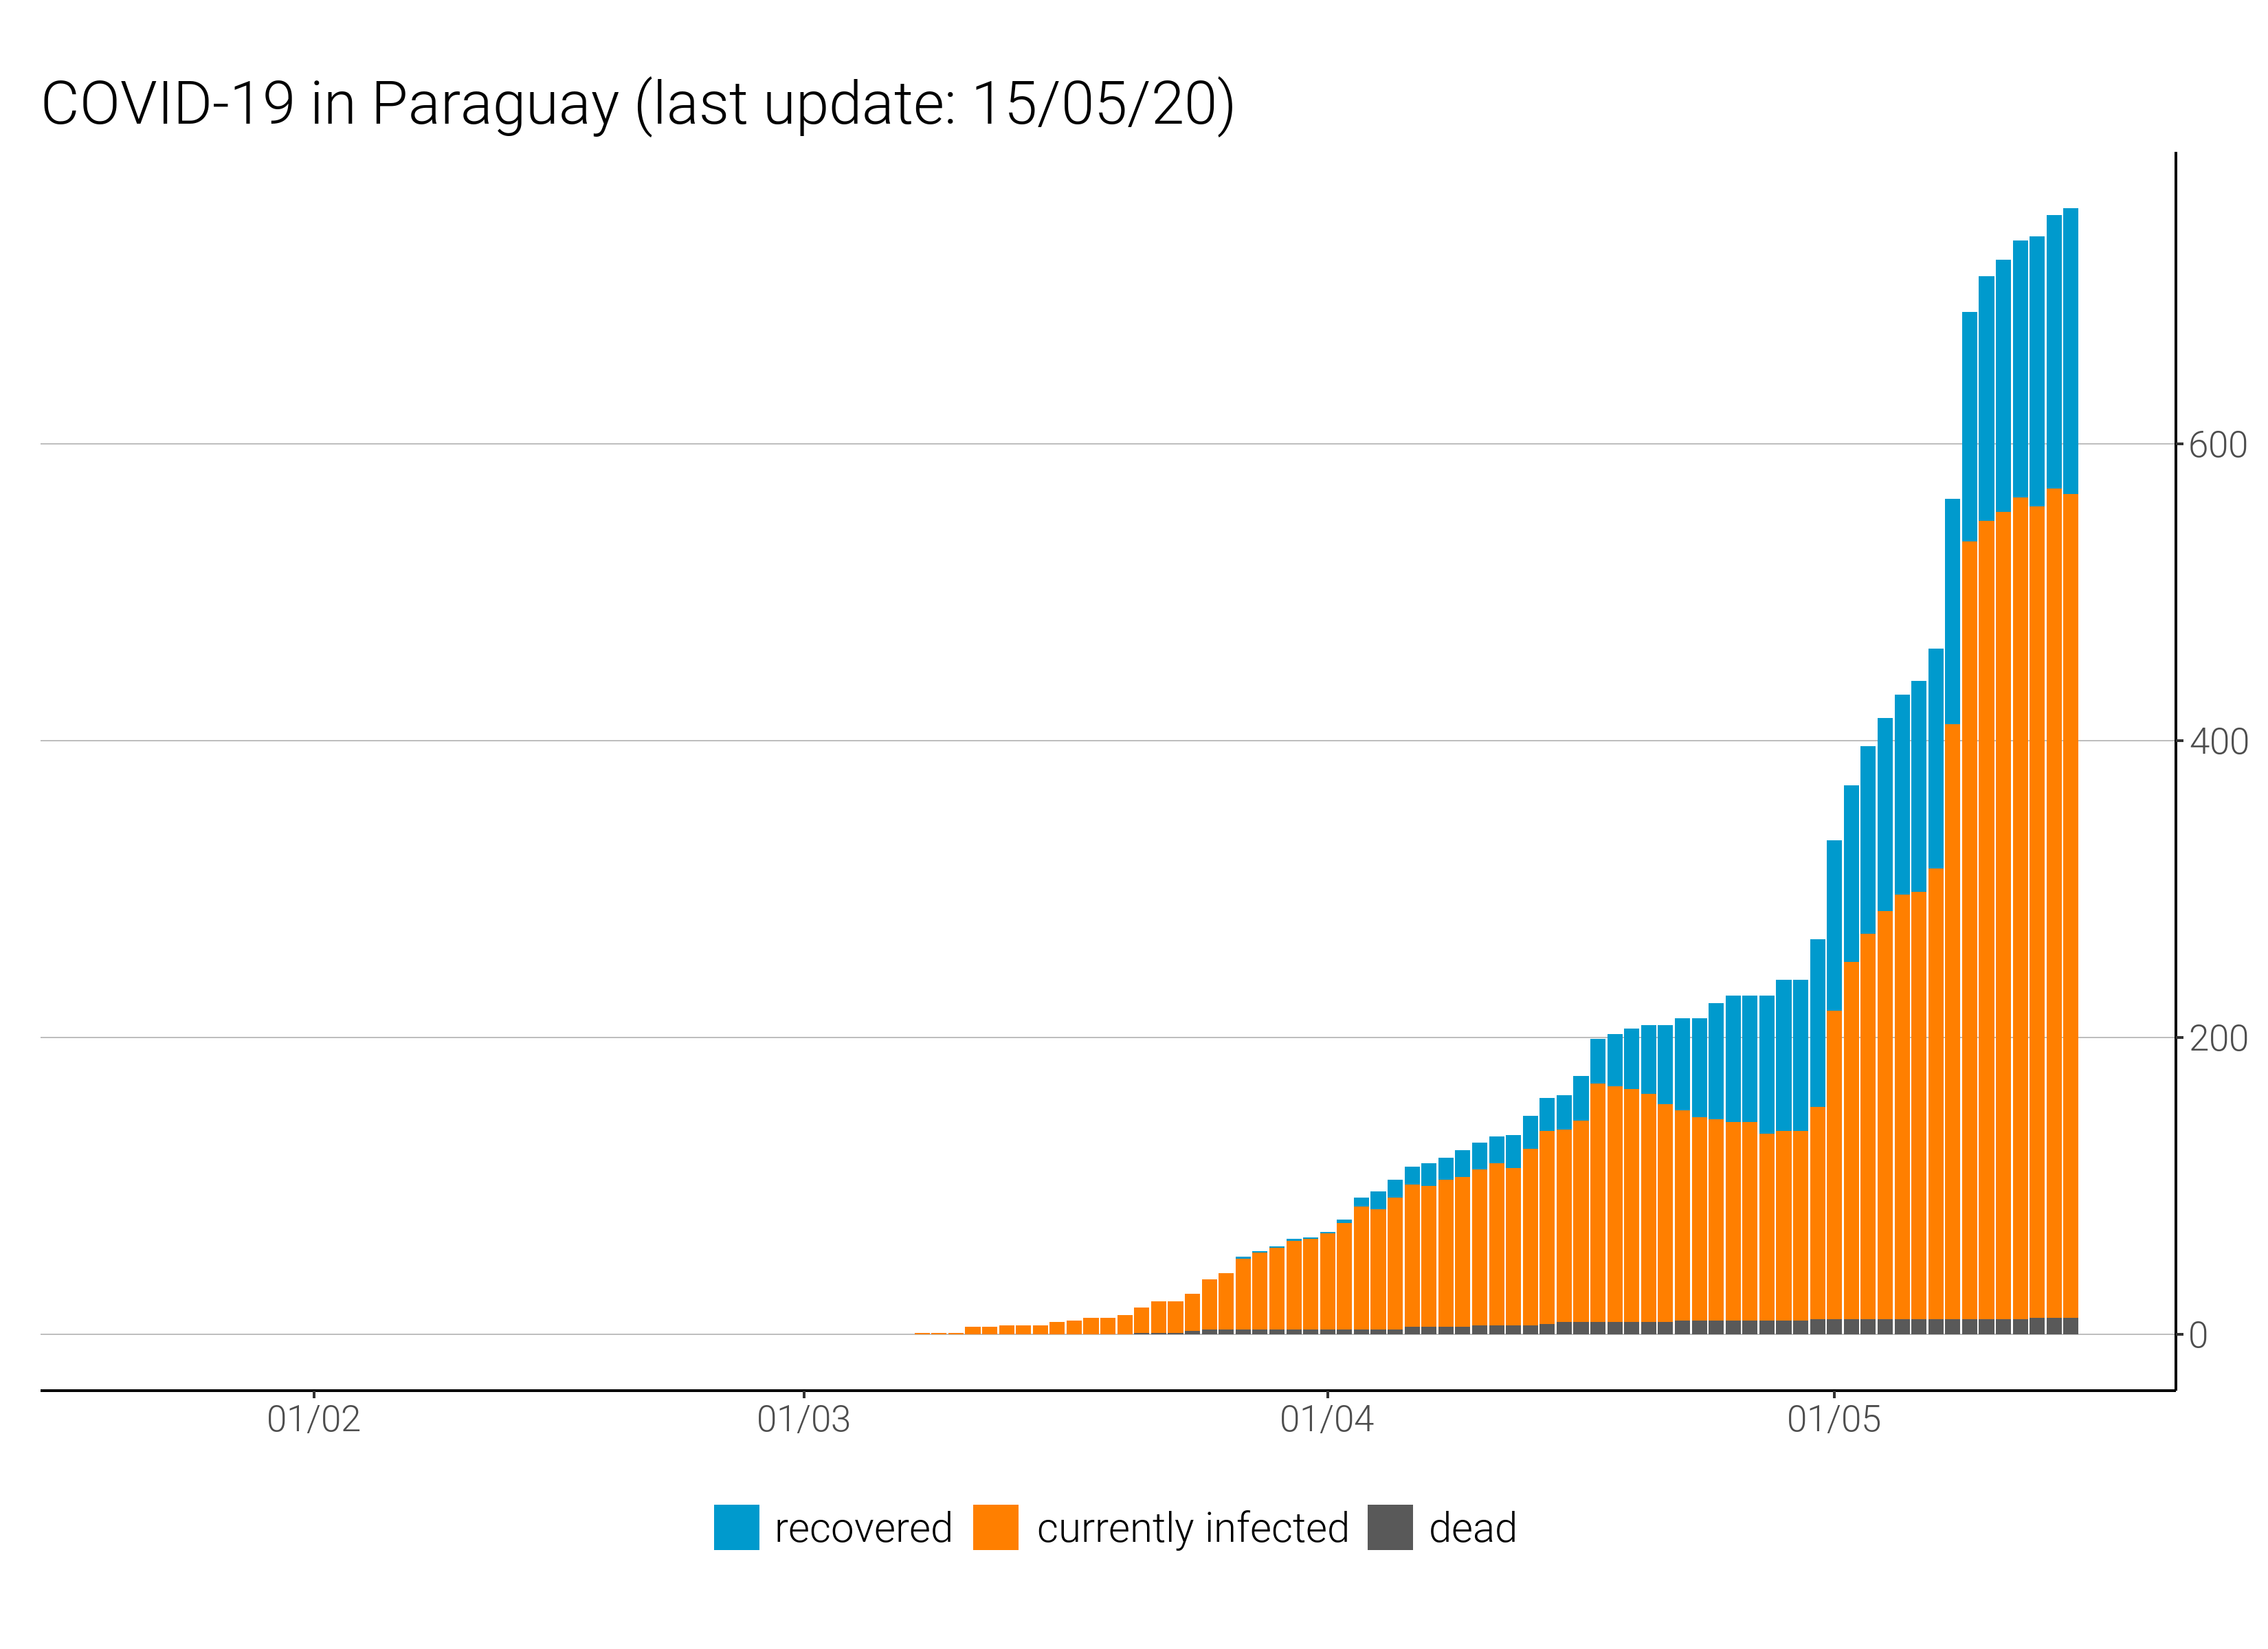 COVID-19 in Paraguay (last update: 15/05/20)
600
400
200
0
01/02 01/03 01/04 01/05
recovered currently infected dead